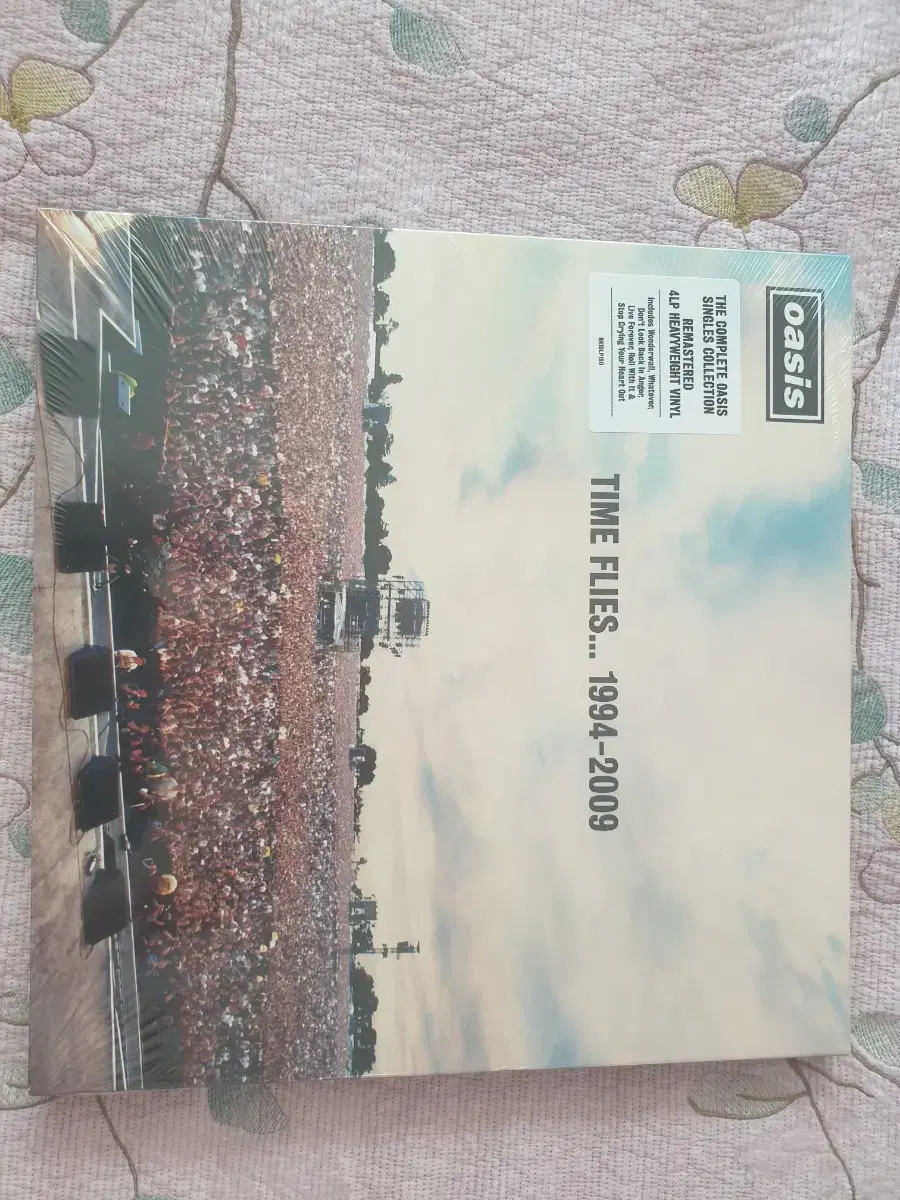 oasis
THE COMPLETE OASIS
SINGLES COLLECTION
REMASTERED
4LP HEAVYWEIGHT VINYL
Includes Wonderwall, Whatever,
Don't Look Back In Anger,
Live Forever, Roll With It &
Stop Crying Your Heart Out
TIME FLIES... 1994–2009